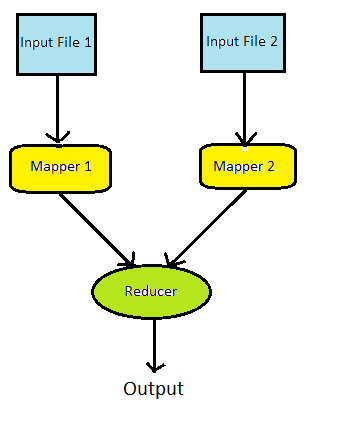 Input File 1
Input File 2
Mapper 1
Mapper 2
Reducer
Output